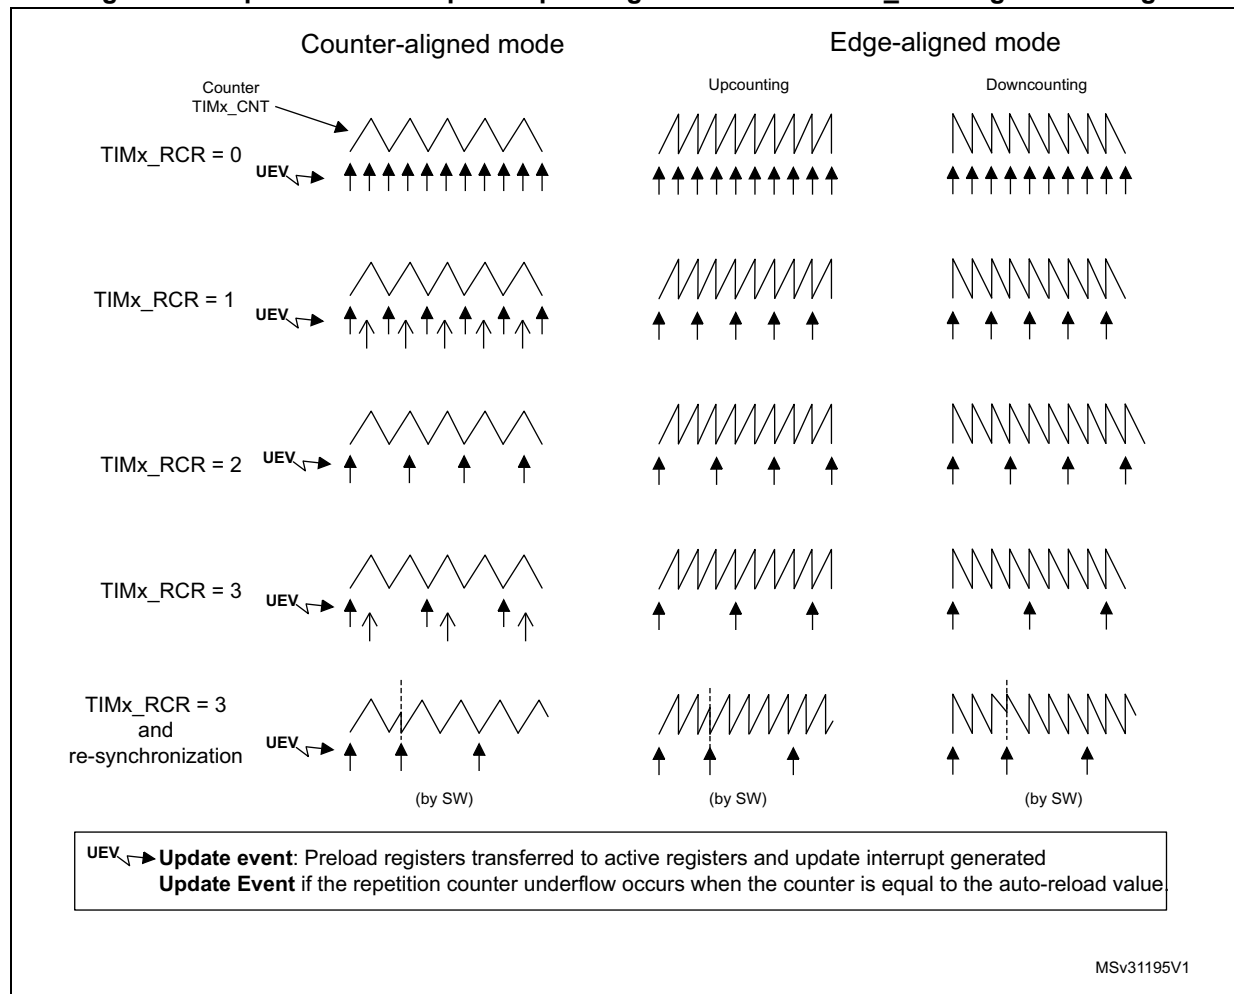 Counter-aligned mode
Edge-aligned mode
Counter
TIMx_CNT
Upcounting
Downcounting
TIMx_RCR = 0
UEV
TIMx_RCR = 1
UEV
TIMx_RCR = 2
UEV
TIMx_RCR = 3
UEV
TIMx_RCR = 3
and
re-synchronization
UEV
(by SW)
(by SW)
(by SW)
UEV Update event: Preload registers transferred to active registers and update interrupt generated
Update Event if the repetition counter underflow occurs when the counter is equal to the auto-reload value.
MSv31195V1